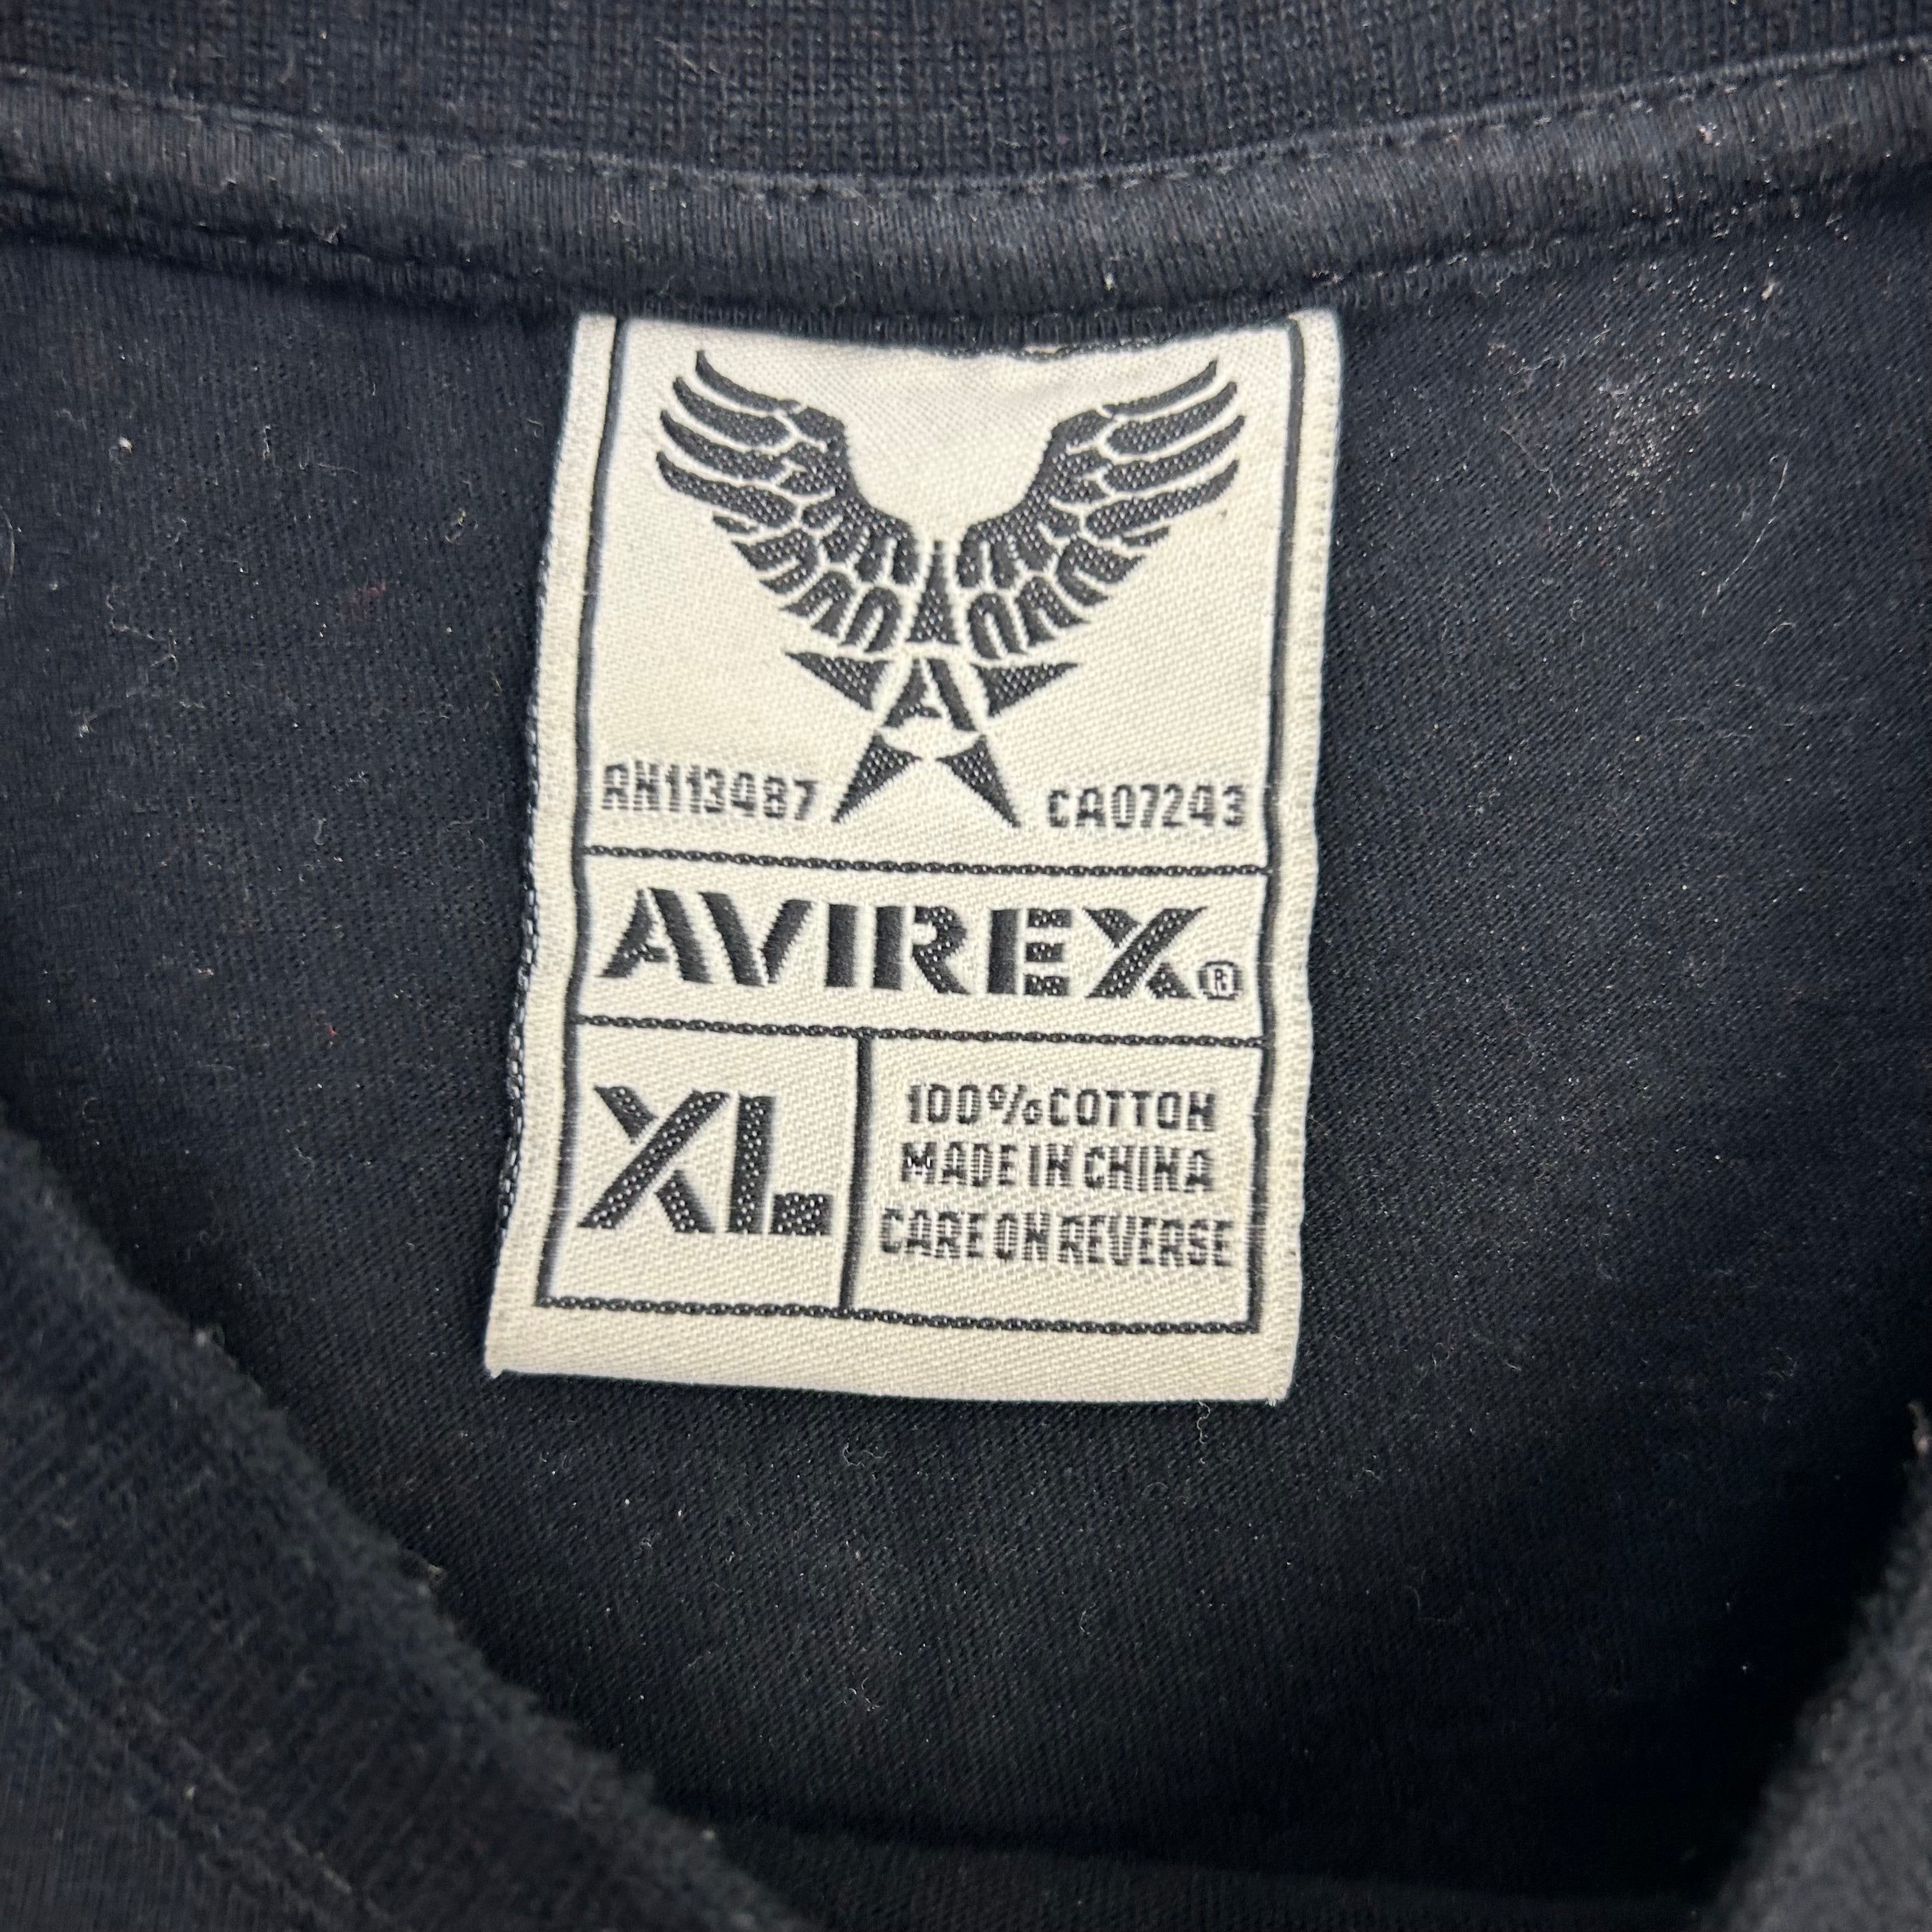 A
RN113487 CA07243
AVIREX®
XL
100% COTTON
MADE IN CHINA
CARE ON REVERSE